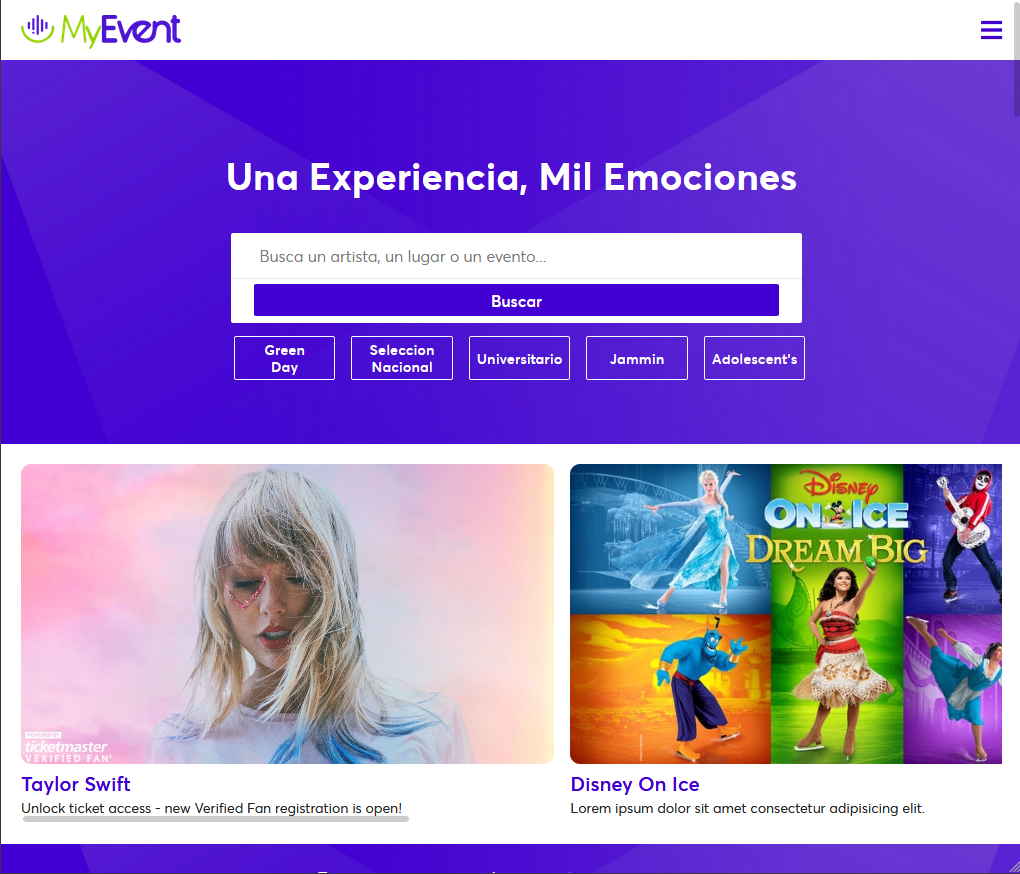 MyEvent
Una Experiencia, Mil Emociones
Busca un artista, un lugar o un evento...
Buscar
Green
Day
Seleccion
Nacional
Universitario
Jammin
Adolescent's
POWERED BY
ticketmaster
VERIFIED FAN
DISNEY
ON ICE
DREAM BIG
Taylor Swift
Unlock ticket access - new Verified Fan registration is open!
Disney On Ice
Lorem ipsum dolor sit amet consectetur adipisicing elit.